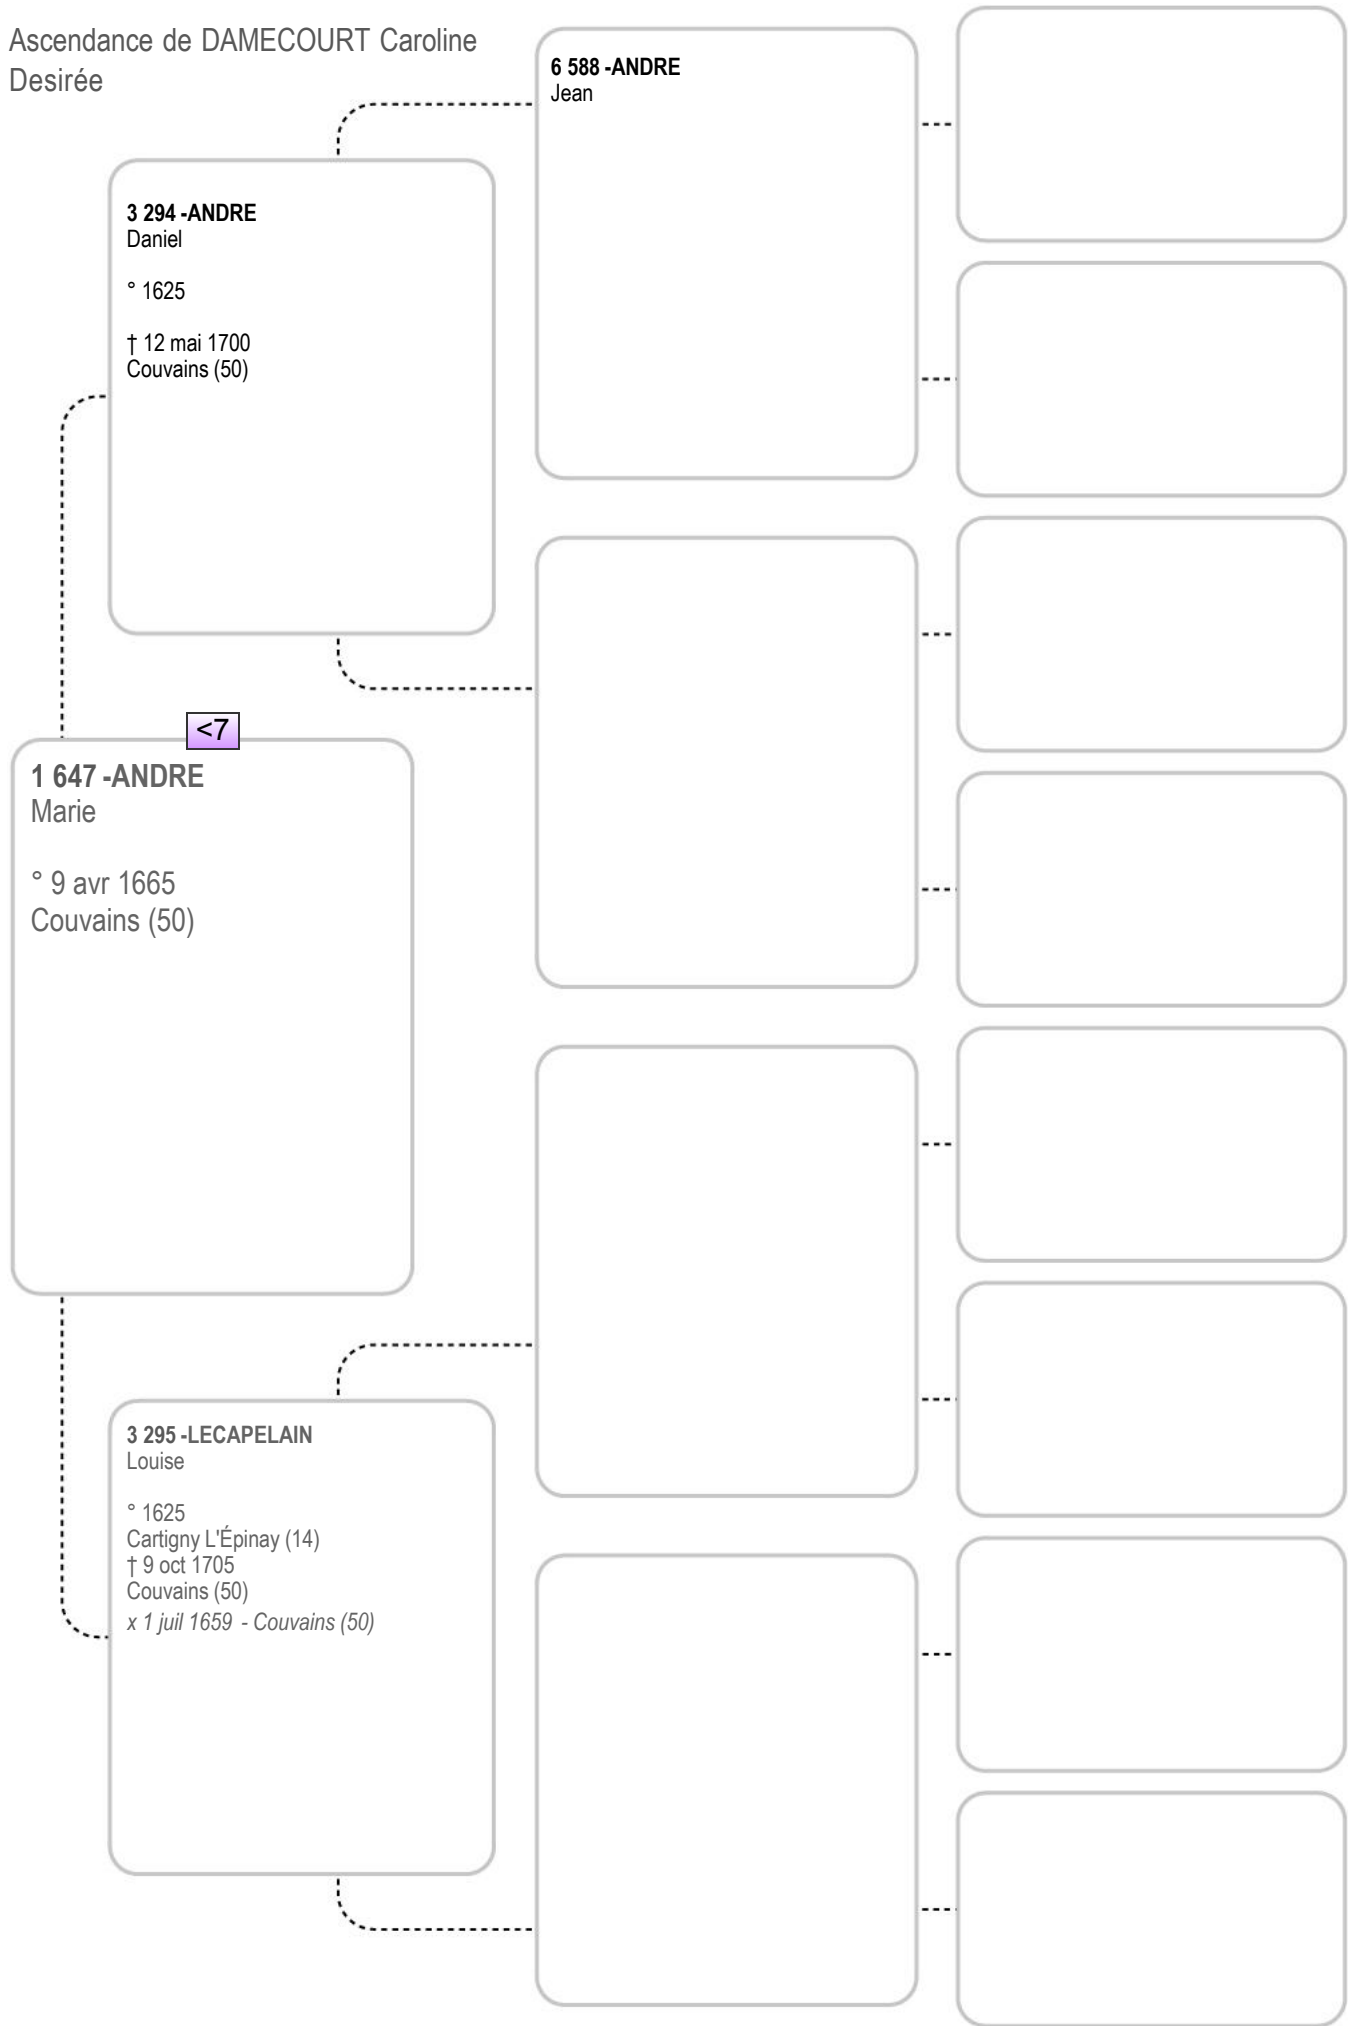 Ascendance de DAMECOURT Caroline
Desirée
6 588 -ANDRE
Jean
3 294 -ANDRE
Daniel
° 1625
† 12 mai 1700
Couvains (50)
<7
1 647 -ANDRE
Marie
° 9 avr 1665
Couvains (50)
3 295 -LECAPELAIN
Louise
° 1625
Cartigny L'Épinay (14)
† 9 oct 1705
Couvains (50)
x 1 juil 1659 - Couvains (50)